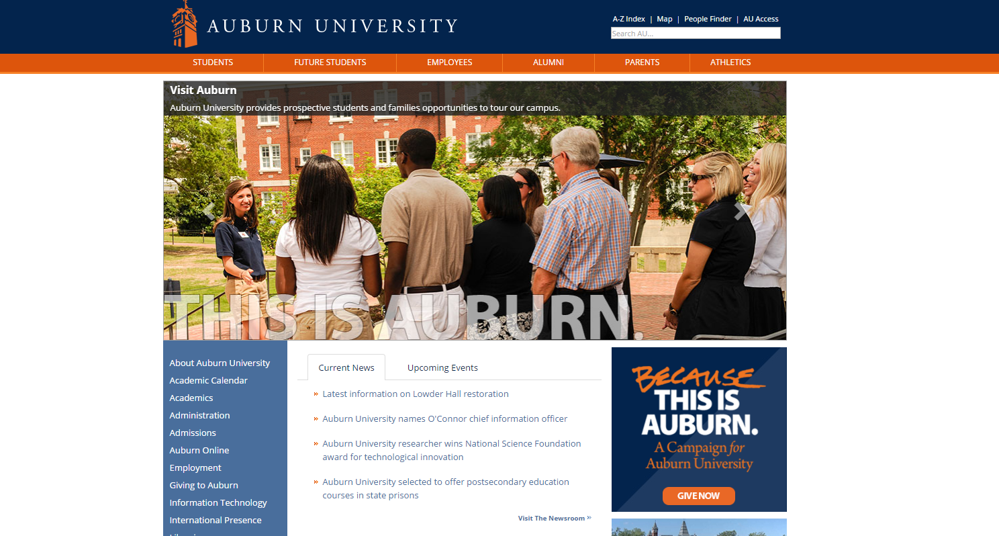 AUBURN UNIVERSITY
A-Z Index | Map | People Finder | AU Access
Search AU...
STUDENTS
FUTURE STUDENTS
EMPLOYEES
ALUMNI
PARENTS
ATHLETICS
Visit Auburn
Auburn University provides prospective students and families opportunities to tour our campus.
THIS IS AUBURN.
About Auburn University
Academic Calendar
Academics
Administration
Admissions
Auburn Online
Employment
Giving to Auburn
Information Technology
International Presence
Current News
Upcoming Events
» Latest information on Lowder Hall restoration
» Auburn University names O'Connor chief information officer
» Auburn University researcher wins National Science Foundation
award for technological innovation
» Auburn University selected to offer postsecondary education
courses in state prisons
Visit The Newsroom »
BECAUSE
THIS IS
AUBURN.
A Campaign for
Auburn University
GIVE NOW